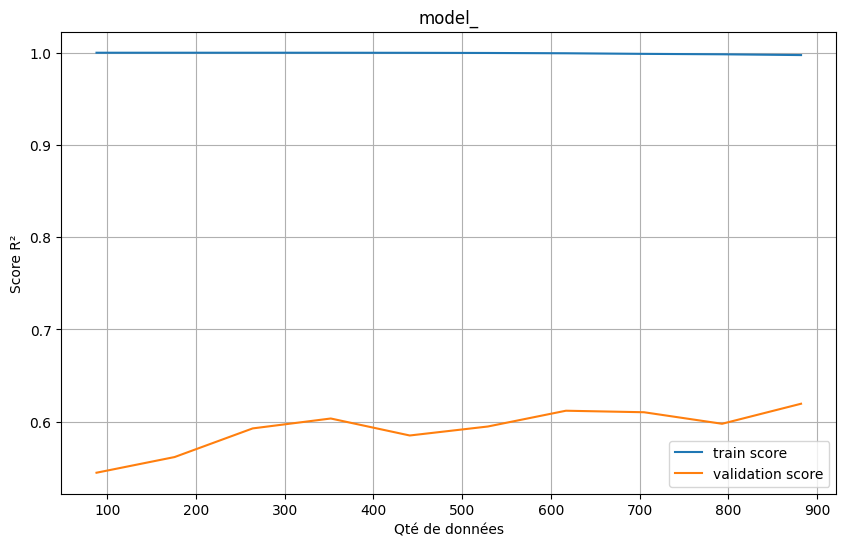 model_
1.0
0.9
0.8
0.7
0.6
Score R²
100 200 300 400 500 600 700 800 900
Qté de données
train score
validation score